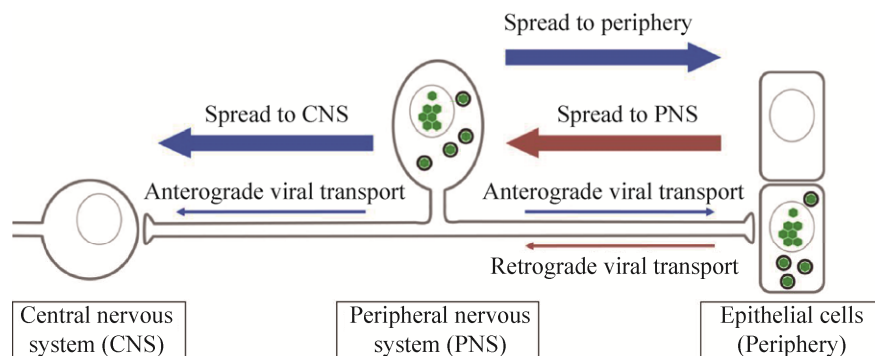 Spread to periphery
Spread to CNS
Spread to PNS
Anterograde viral transport
Anterograde viral transport
Retrograde viral transport
Central nervous
system (CNS)
Peripheral nervous
system (PNS)
Epithelial cells
(Periphery)